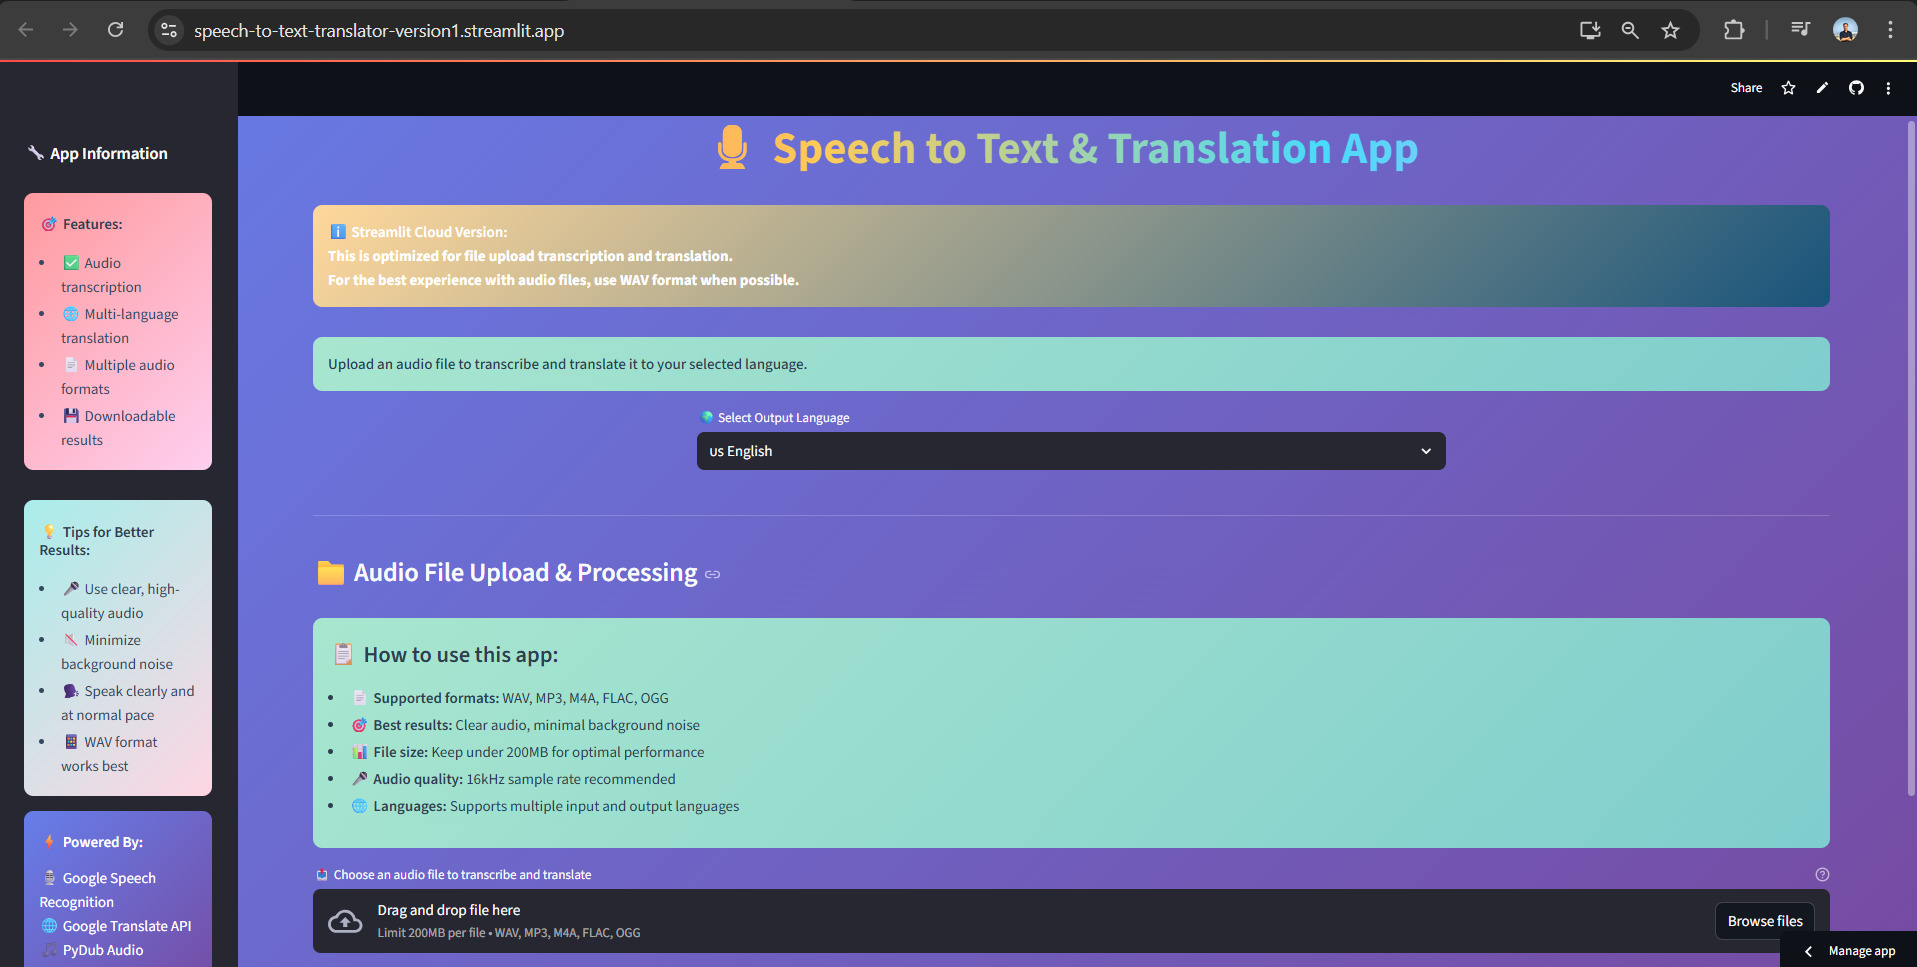 speech-to-text-translator-version1.streamlit.app
Share
App Information
Features:
Audio
transcription
Multi-language
translation
Multiple audio
formats
Downloadable
results
Tips for Better
Results:
Use clear, high-
quality audio
Minimize
background noise
Speak clearly and
at normal pace
WAV format
works best
Powered By:
Google Speech
Recognition
Google Translate API
PyDub Audio
Speech to Text & Translation App
Streamlit Cloud Version:
This is optimized for file upload transcription and translation.
For the best experience with audio files, use WAV format when possible.
Upload an audio file to transcribe and translate it to your selected language.
Select Output Language
us English
Audio File Upload & Processing
How to use this app:
Supported formats: WAV, MP3, M4A, FLAC, OGG
Best results: Clear audio, minimal background noise
File size: Keep under 200MB for optimal performance
Audio quality: 16kHz sample rate recommended
Languages: Supports multiple input and output languages
Choose an audio file to transcribe and translate
Drag and drop file here
Limit 200MB per file • WAV, MP3, M4A, FLAC, OGG
Browse files
Manage app